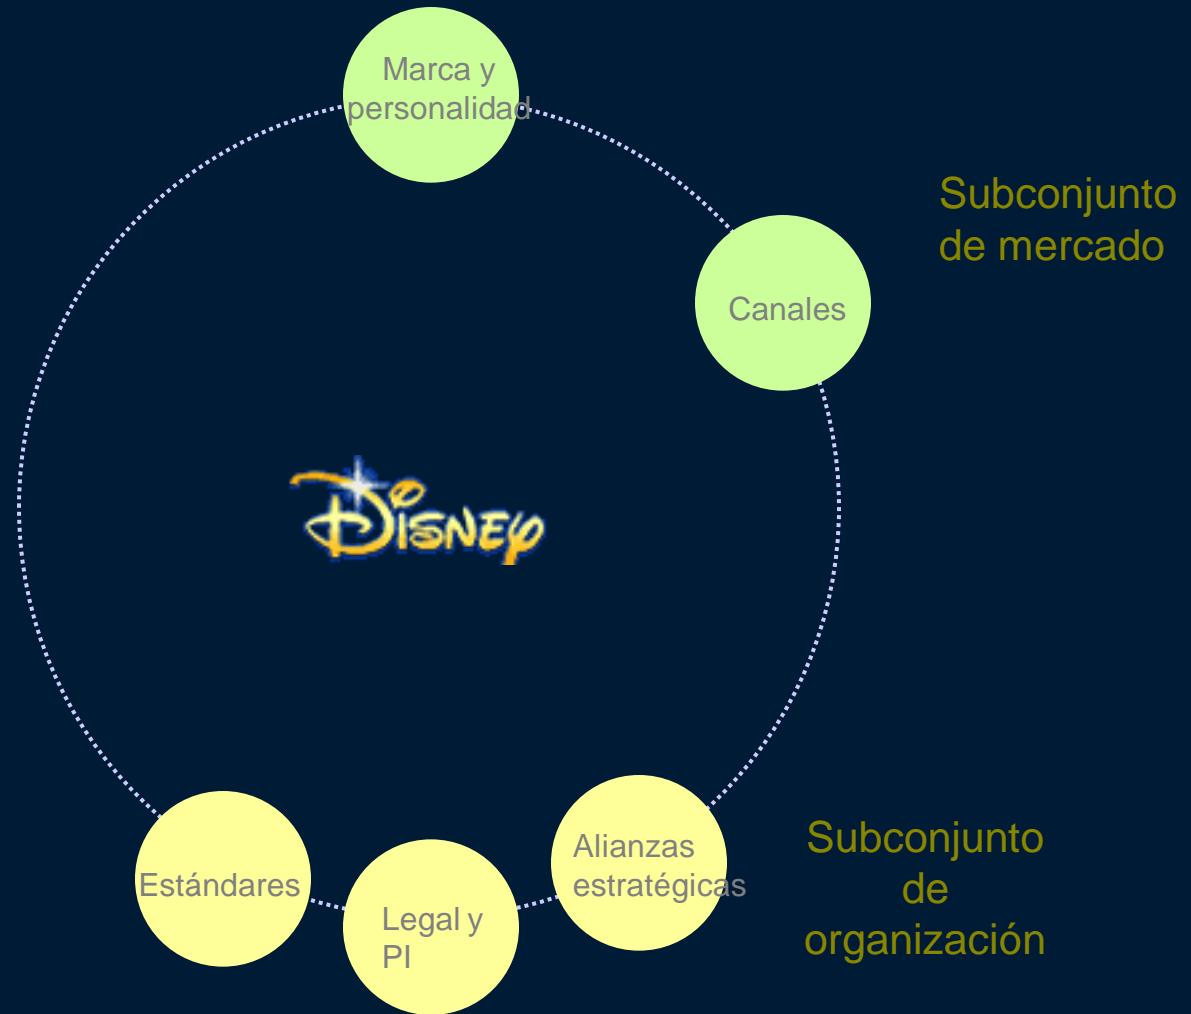 Marca y
personalidad
Subconjunto
de mercado
Canales
Disney
Estándares
Legal y
PI
Alianzas
estratégicas
Subconjunto
de
organización